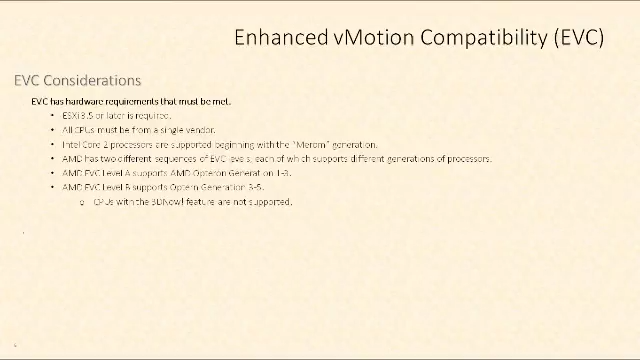 Enhanced vMotion Compatibility (EVC)
EVC Considerations
EVC has hardware requirements that must be met.
• ESXi 3.5 or later is required.
• All CPUs must be from a single vendor.
• Intel Core 2 processors are supported beginning with the "Merom" generation.
• AMD has two different sequences of EVC levels, each of which supports different generations of processors.
• AMD EVC Level A supports AMD Opteron Generation 1-3.
• AMD EVC Level B supports Optern Generation 3-5.
o CPUs with the 3DNow! feature are not supported.